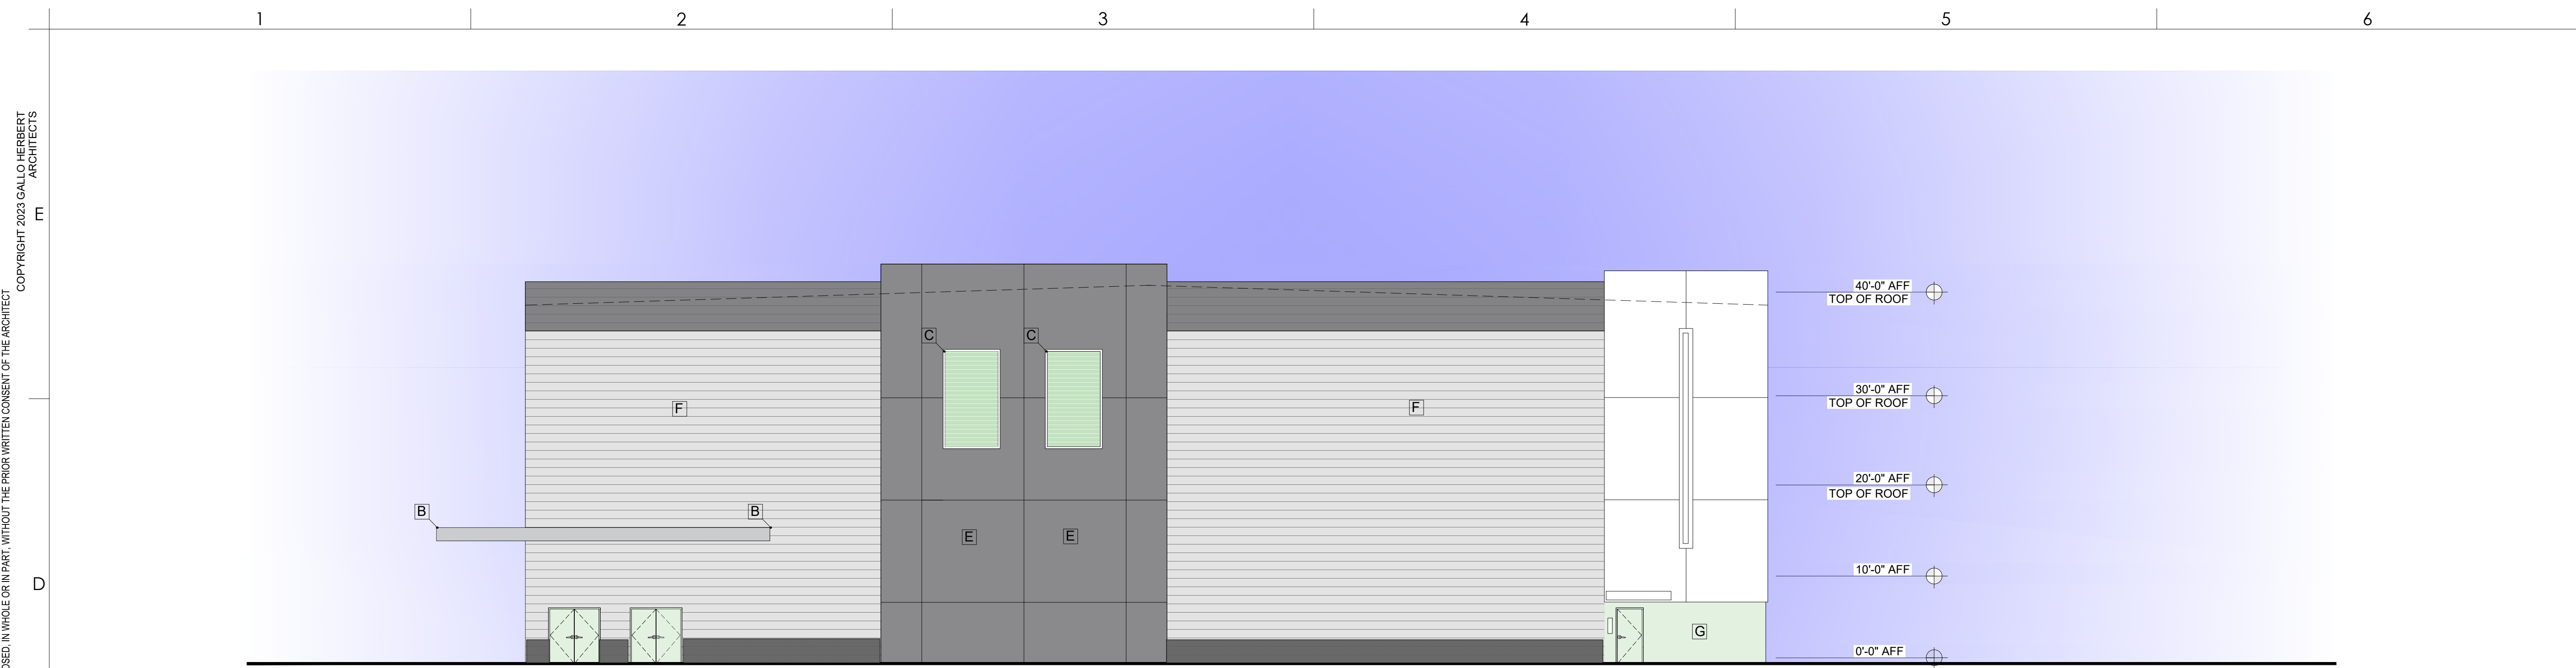 1 2 3 4 5 6
COPYRIGHT 2023 GALLO HERBERT
ARCHITECTS
E
OSED, IN WHOLE OR IN PART, WITHOUT THE PRIOR WRITTEN CONSENT OF THE ARCHITECT
D
40'-0" AFF
TOP OF ROOF
C C
30'-0" AFF
TOP OF ROOF
F F
20'-0" AFF
TOP OF ROOF
B B
E E
10'-0" AFF
G
0'-0" AFF